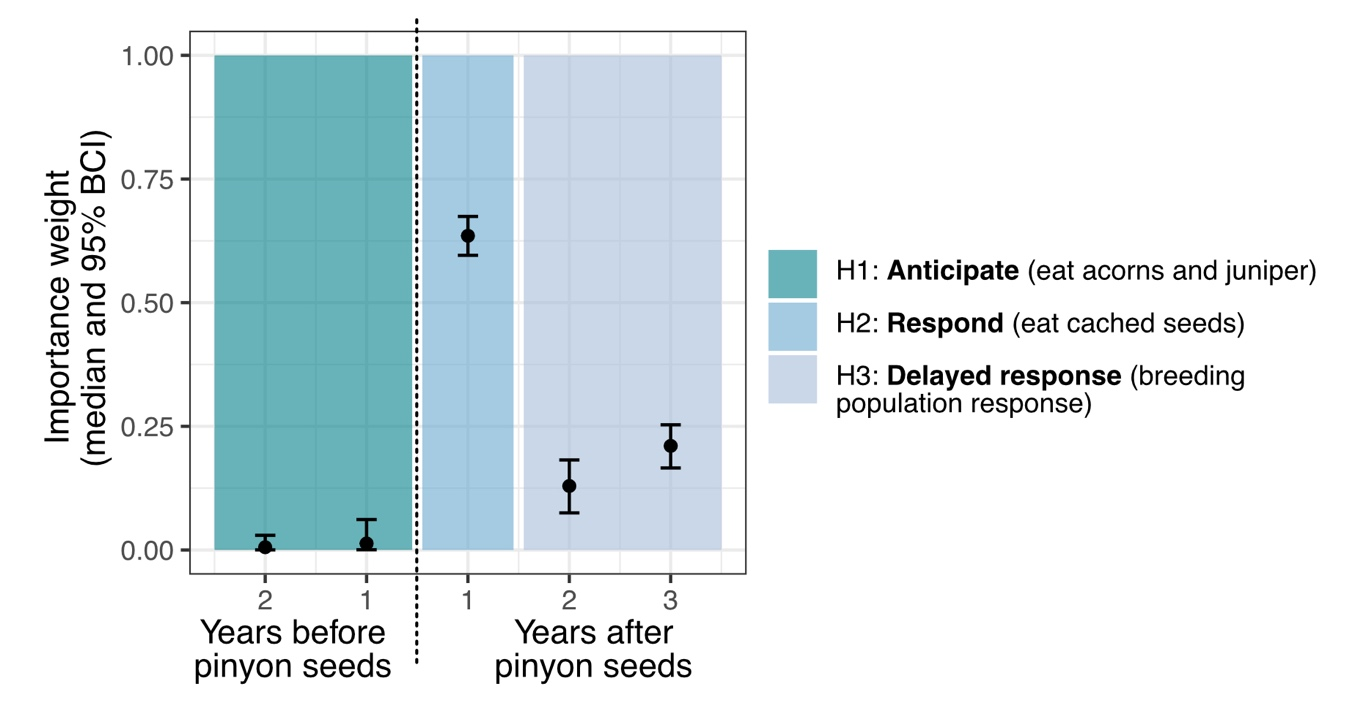 Importance weight
(median and 95% BCI)
1.00
0.75
0.50
0.25
0.00
2
1
1
2
3
Years before
pinyon seeds
Years after
pinyon seeds
H1: Anticipate (eat acorns and juniper)
H2: Respond (eat cached seeds)
H3: Delayed response (breeding
population response)